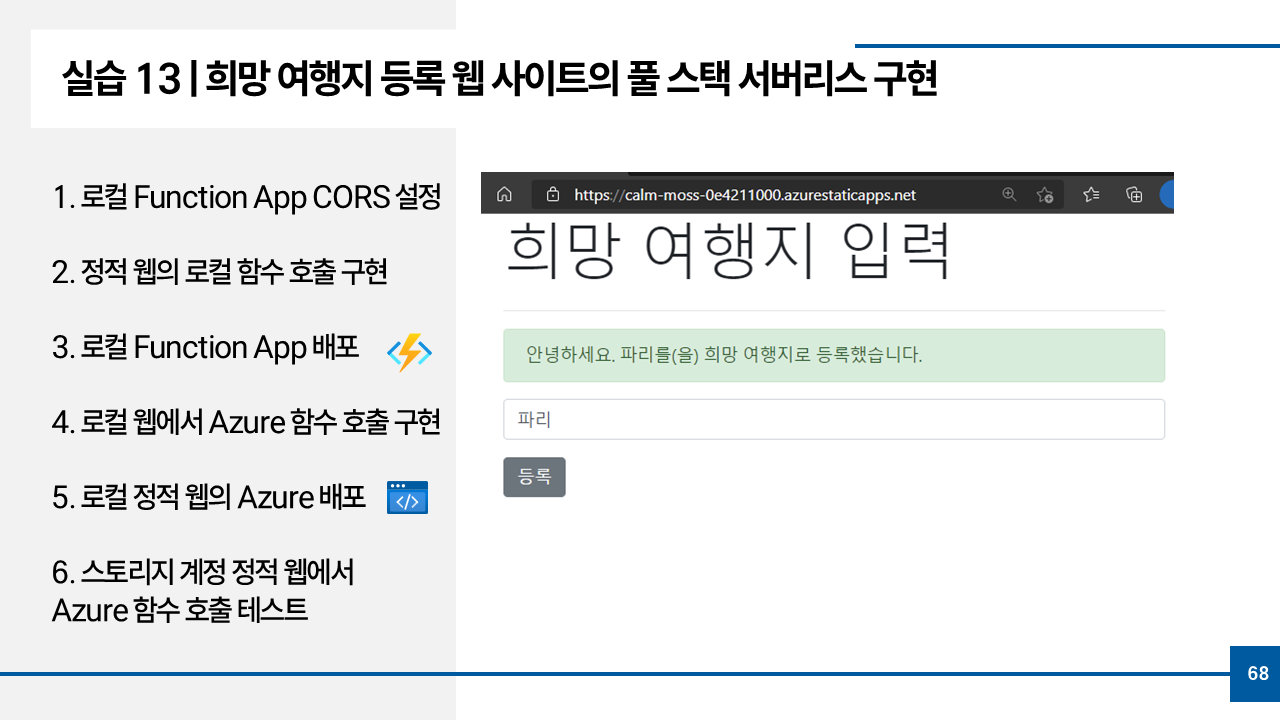 실습 13 | 희망 여행지 등록 웹 사이트의 풀 스택 서버리스 구현
1. 로컬 Function App CORS 설정
2. 정적 웹의 로컬 함수 호출 구현
3. 로컬 Function App 배포
4. 로컬 웹에서 Azure 함수 호출 구현
5. 로컬 정적 웹의 Azure 배포
6. 스토리지 계정 정적 웹에서
Azure 함수 호출 테스트
https://calm-moss-0e4211000.azurestaticapps.net
희망 여행지 입력
안녕하세요. 파리를(을) 희망 여행지로 등록했습니다.
파리
등록
68